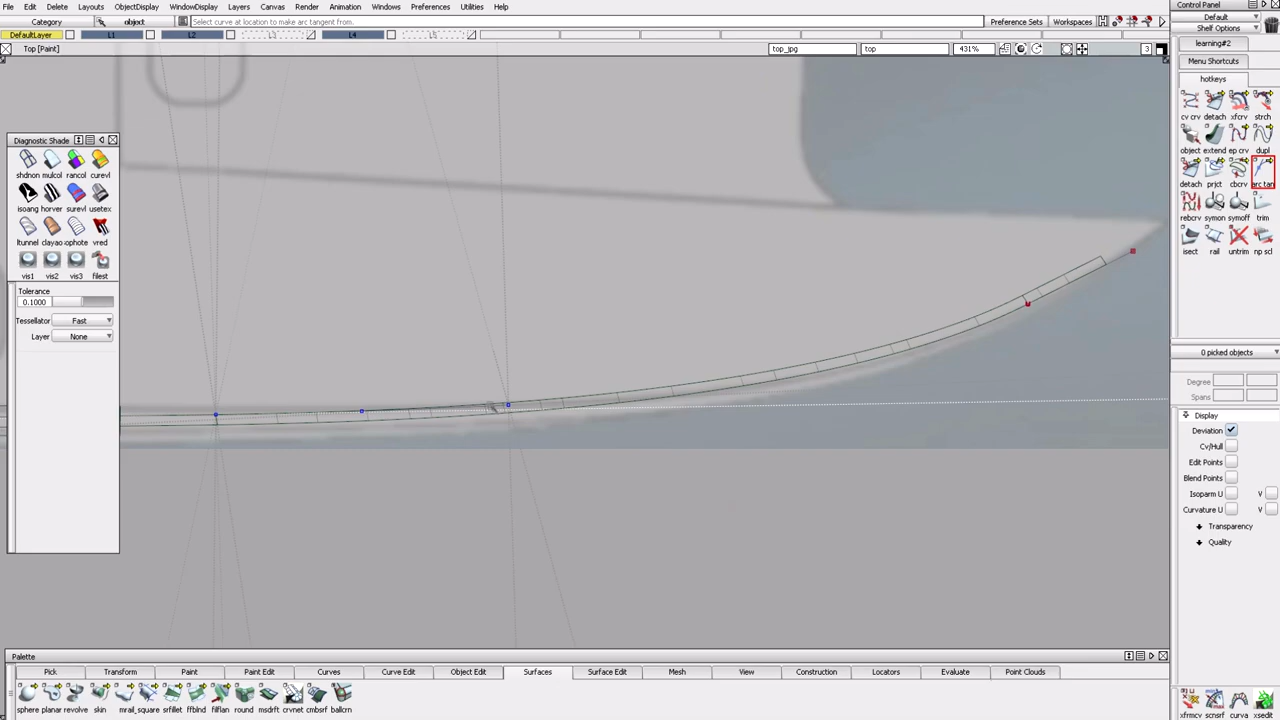 File Edit Delete Layouts ObjectDisplay WindowDisplay Layers Canvas Render Animation Windows Preferences Utilities Help
Control Panel
Category object Select curve at location to make arc tangent from. Preference Sets Workspaces
Default
Shelf Options
DefaultLayer L1 L2 L3 L4 L5
Top [Paint] top_jpg top 431% 3
learning#2
Menu Shortcuts
hotkeys
cv crv detach xfcrv strch
object extend ep crv dupl
detach prjct cbcrv arc tan
rebcrv symon symoff trim
isect rail untrim np scl
Diagnostic Shade
shdnon mulcol rancol curevl
isoang horver surevl usetex
ltunnel clayao ophote vred
vis1 vis2 vis3 filest
Tolerance
0.1000
Tessellator Fast
Layer None
0 picked objects
Degree
Spans
Display
Deviation
Cv/Hull
Edit Points
Blend Points
Isoparm U V
Curvature U V
Transparency
Quality
Palette
Pick Transform Paint Paint Edit Curves Curve Edit Object Edit Surfaces Surface Edit Mesh View Construction Locators Evaluate Point Clouds
sphere planar revolve skin mrail_square srfillet ffblnd filflan round msdrft crvnet cmbsrf ballcrn
xfrmcv scnsrf curva xsedit